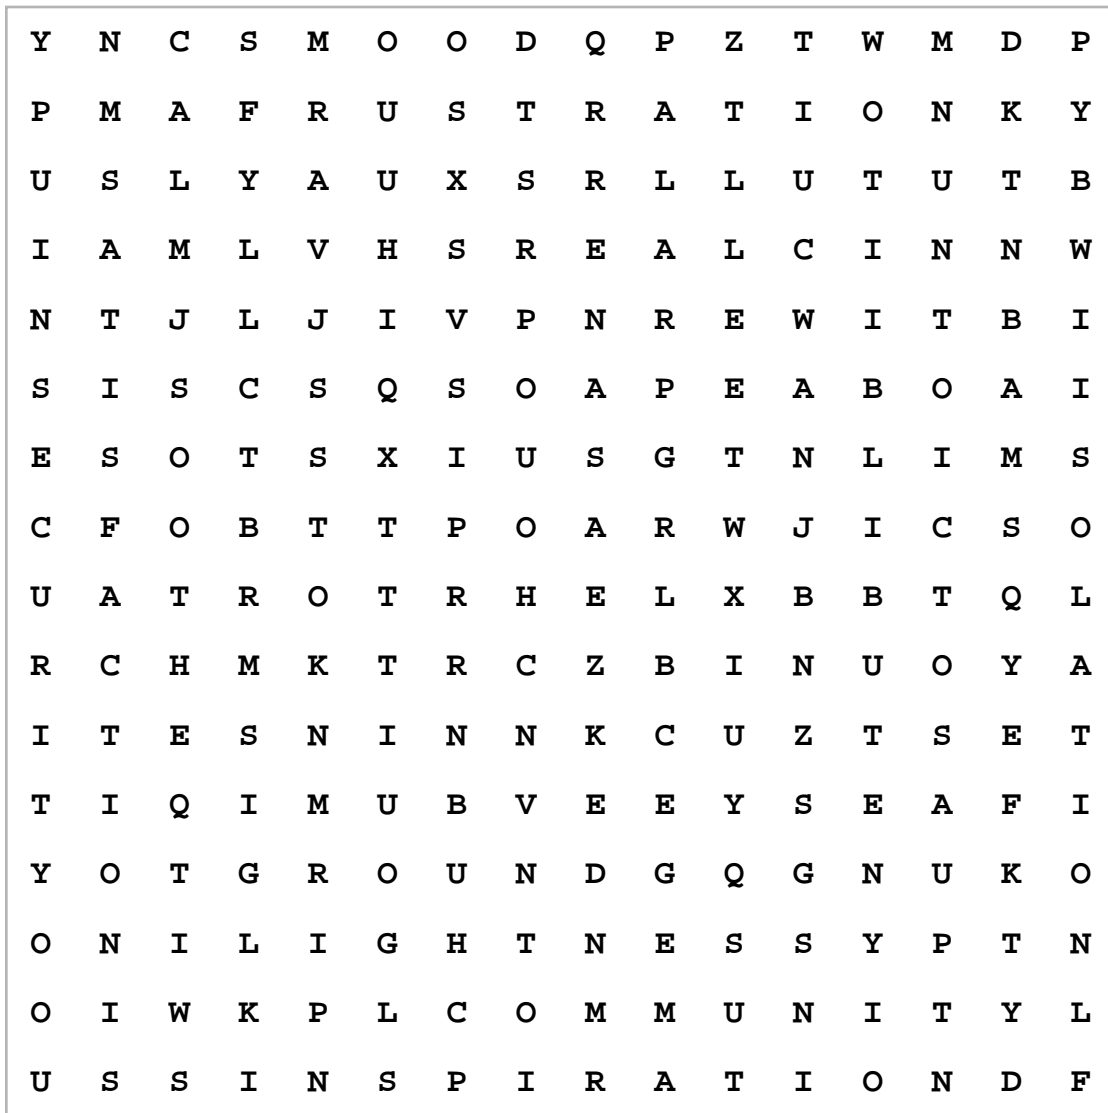 Y N C S M O O D Q P Z T W M D P
P M A F R U S T R A T I O N K Y
U S L Y A U X S R L L U T U T B
I A M L V H S R E A L C I N N W
N T J L J I V P N R E W I T B I
S I S C S Q S O A P E A B O A I
E S O T S X I U S G T N L I M S
C F O B T T P O A R W J I C S O
U A T R O T R H E L X B B T Q L
R C H M K T R C Z B I N U O Y A
I T E S N I N N K C U Z T S E T
T I Q I M U B V E E Y S E A F I
Y O T G R O U N D G Q G N U K O
O N I L I G H T N E S S Y P T N
O I W K P L C O M M U N I T Y L
U S S I N S P I R A T I O N D F